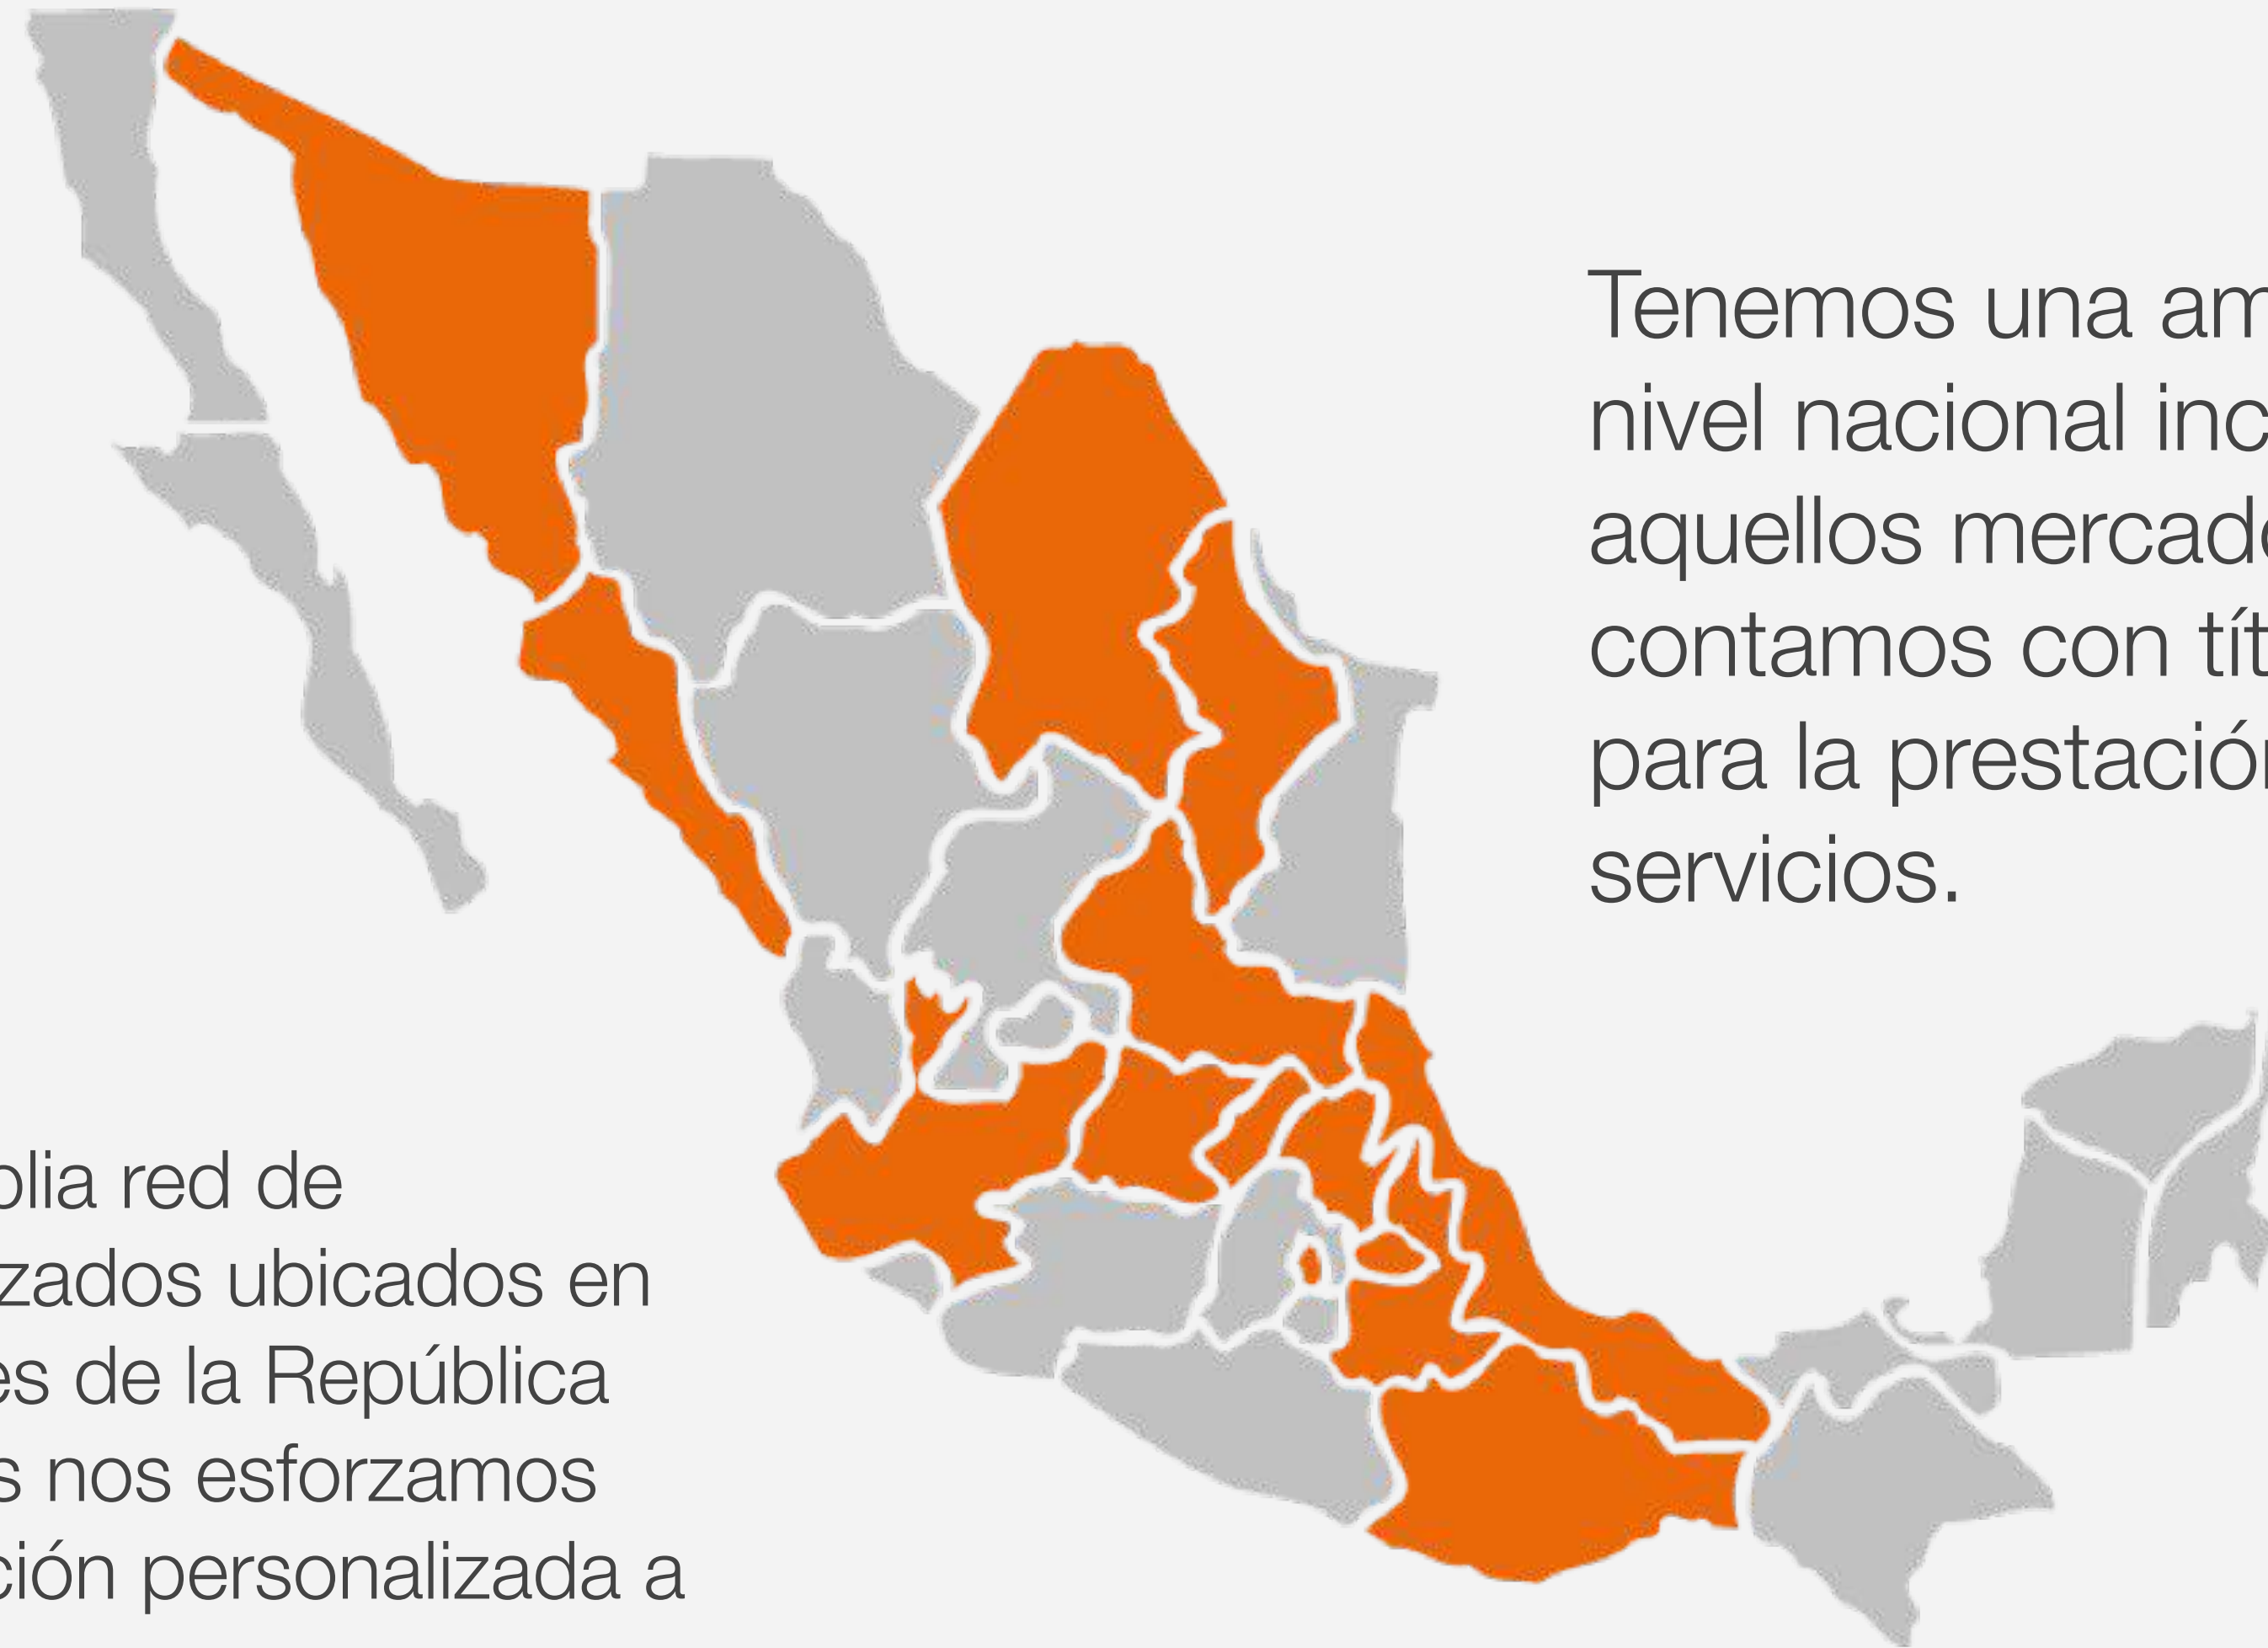 Tenemos una am
nivel nacional inc
aquellos mercado
contamos con tít
para la prestación
servicios.
plia red de
zados ubicados en
es de la República
s nos esforzamos
ción personalizada a